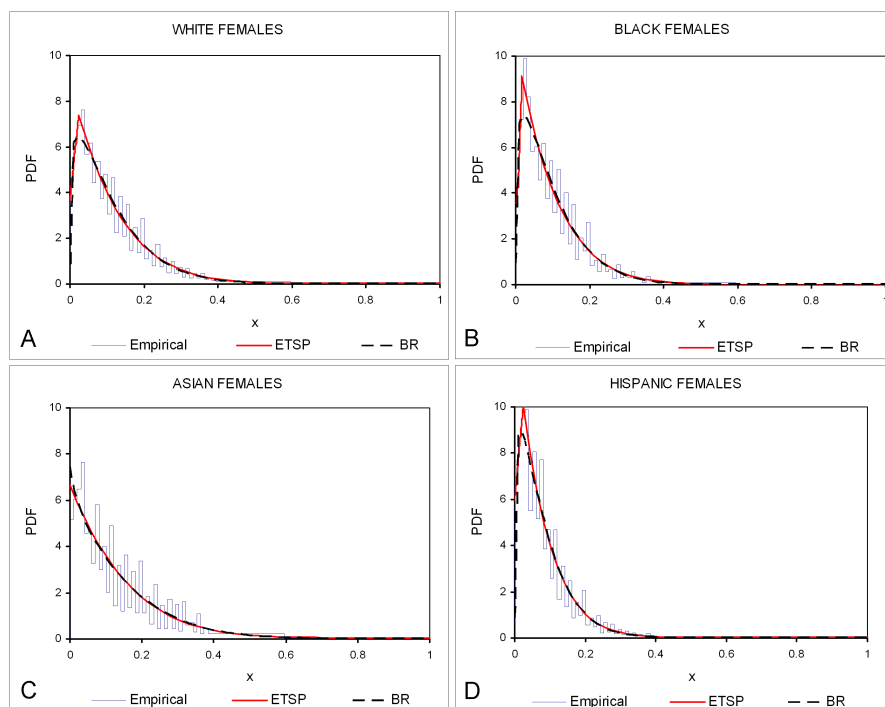 WHITE FEMALES
10
8
6
4
2
0
PDF
0
0.2
0.4
0.6
0.8
1
x
A
Empirical
ETSP
BR
BLACK FEMALES
10
8
6
4
2
0
PDF
0
0.2
0.4
0.6
0.8
1
x
B
Empirical
ETSP
BR
ASIAN FEMALES
10
8
6
4
2
0
PDF
0
0.2
0.4
0.6
0.8
1
x
C
Empirical
ETSP
BR
HISPANIC FEMALES
10
8
6
4
2
0
PDF
0
0.2
0.4
0.6
0.8
1
x
D
Empirical
ETSP
BR